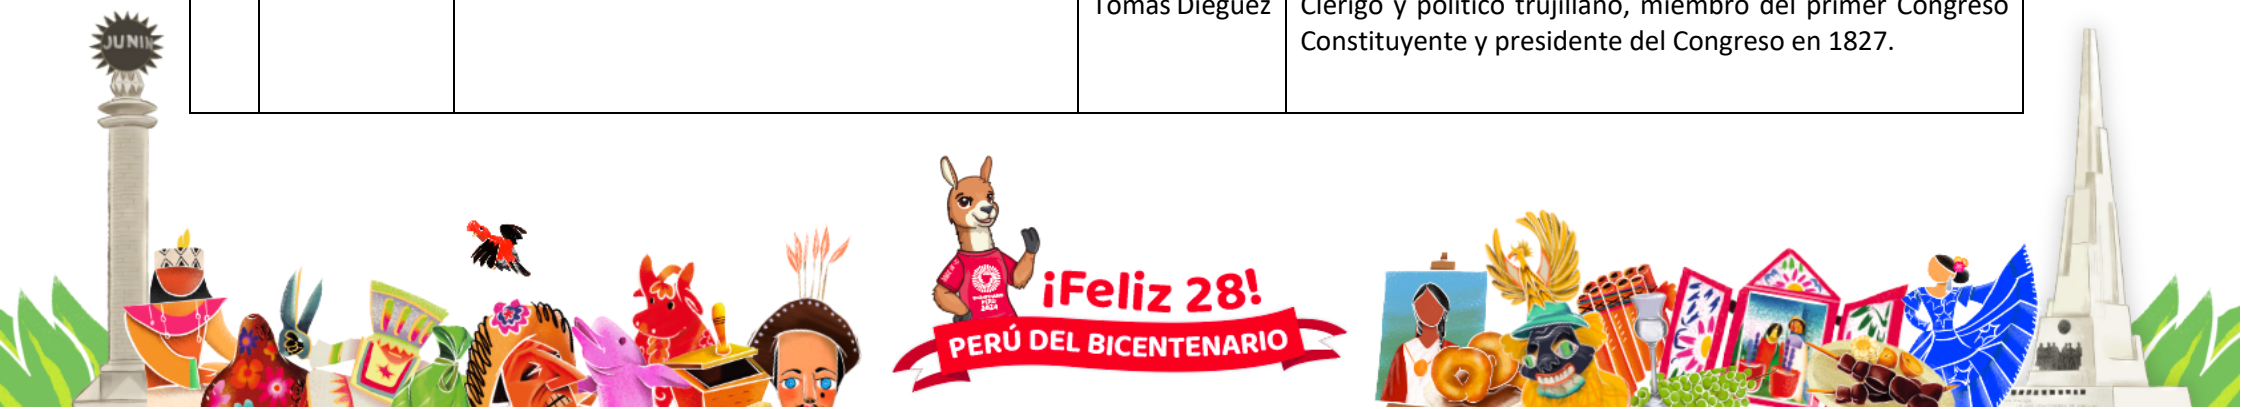 Tomás Diéguez
Clérigo y político trujillano, miembro del primer Congreso
Constituyente y presidente del Congreso en 1827.
JUNIN
¡Feliz 28!
PERÚ DEL BICENTENARIO